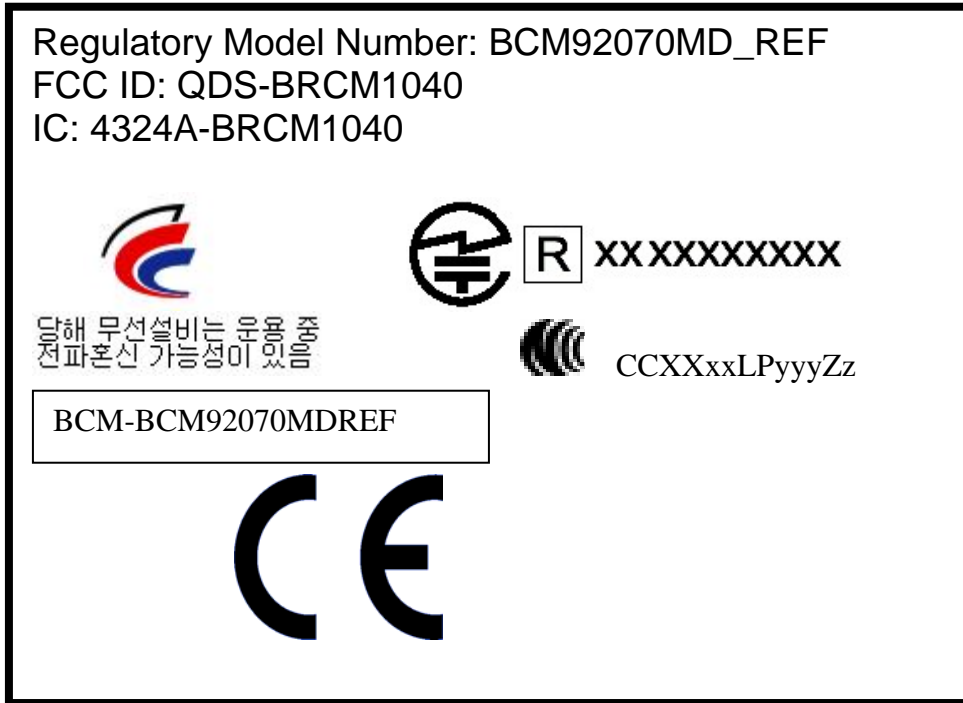 Regulatory Model Number: BCM92070MD_REF
FCC ID: QDS-BRCM1040
IC: 4324A-BRCM1040
R XXXXXXXXXXX
당해 무선설비는 운용 중
전파혼신 가능성이 있음
CCXXxxLPyyyZz
BCM-BCM92070MDREF
CE